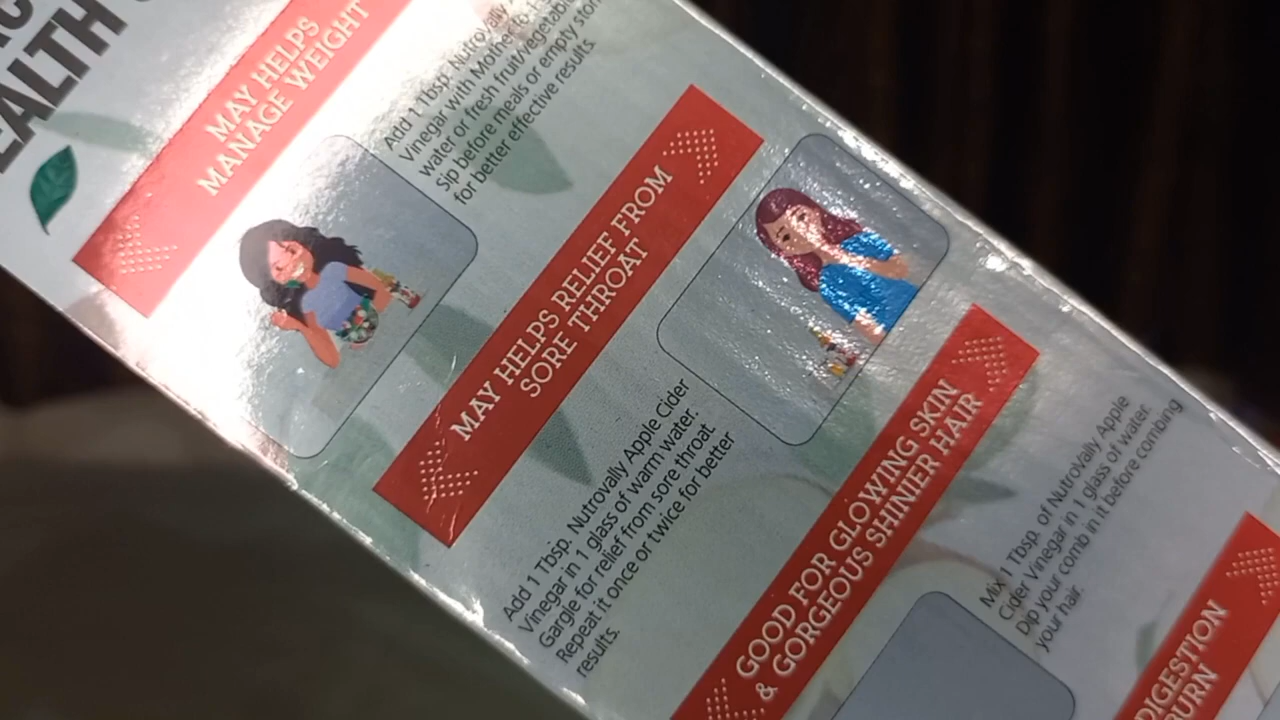 EALTH
MAY HELPS
MANAGE WEIGHT
Add 1 Tbsp. Nutrovally
Vinegar with Mother to
water or fresh fruit/vegetable
Sip before meals or empty stom
for better effective results.
MAY HELPS RELIEF FROM
SORE THROAT
Add 1 Tbsp. Nutrovally Apple Cider
Vinegar in 1 glass of warm water.
Gargle for relief from sore throat.
Repeat it once or twice for better
results.
GOOD FOR GLOWING SKIN
& GORGEOUS SHINIER HAIR
Mix 1 Tbsp. of Nutrovally Apple
Cider Vinegar in 1 glass of water.
Dip your comb in it before combing
your hair.
DIGESTION
BURN